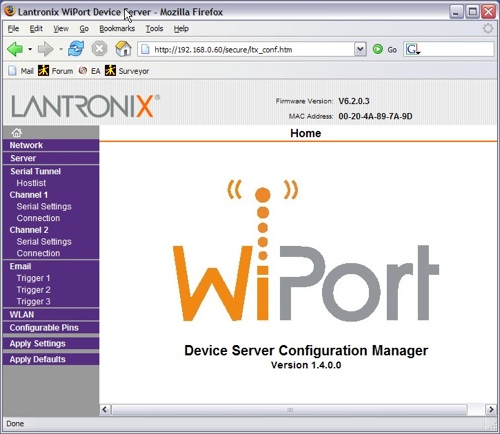 Lantronix WiPort Device Server - Mozilla Firefox
File Edit View Go Bookmarks Tools Help
http://192.168.0.60/secure/ltx_conf.htm Go G
Mail Forum EA Surveyor
LANTRONIX®
Firmware Version: V6.2.0.3
MAC Address: 00-20-4A-89-7A-9D
Home
Network
Server
Serial Tunnel
Hostlist
Channel 1
Serial Settings
Connection
Channel 2
Serial Settings
Connection
Email
Trigger 1
Trigger 2
Trigger 3
WLAN
Configurable Pins
Apply Settings
Apply Defaults
WiPort
Device Server Configuration Manager
Version 1.4.0.0
Done